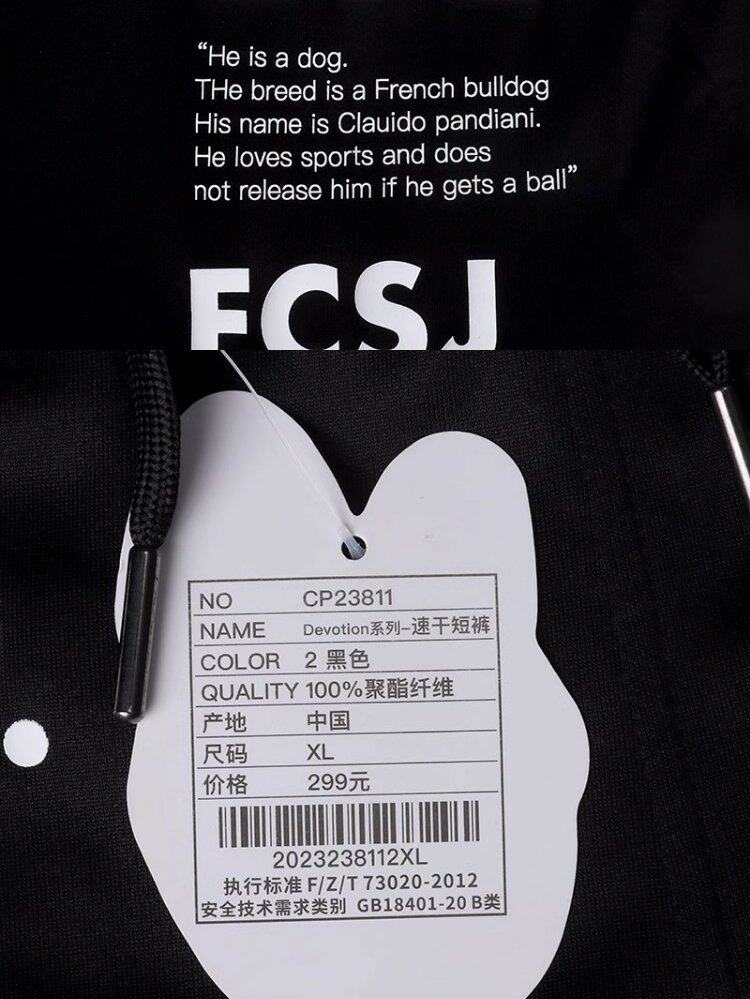 “He is a dog.
THe breed is a French bulldog
His name is Clauido pandiani.
He loves sports and does
not release him if he gets a ball”
FCSJ
NO CP23811
NAME Devotion系列-速干短裤
COLOR 2 黑色
QUALITY 100%聚酯纤维
产地 中国
尺码 XL
价格 299元
2023238112XL
执行标准 F/Z/T 73020-2012
安全技术需求类别 GB18401-20 B类